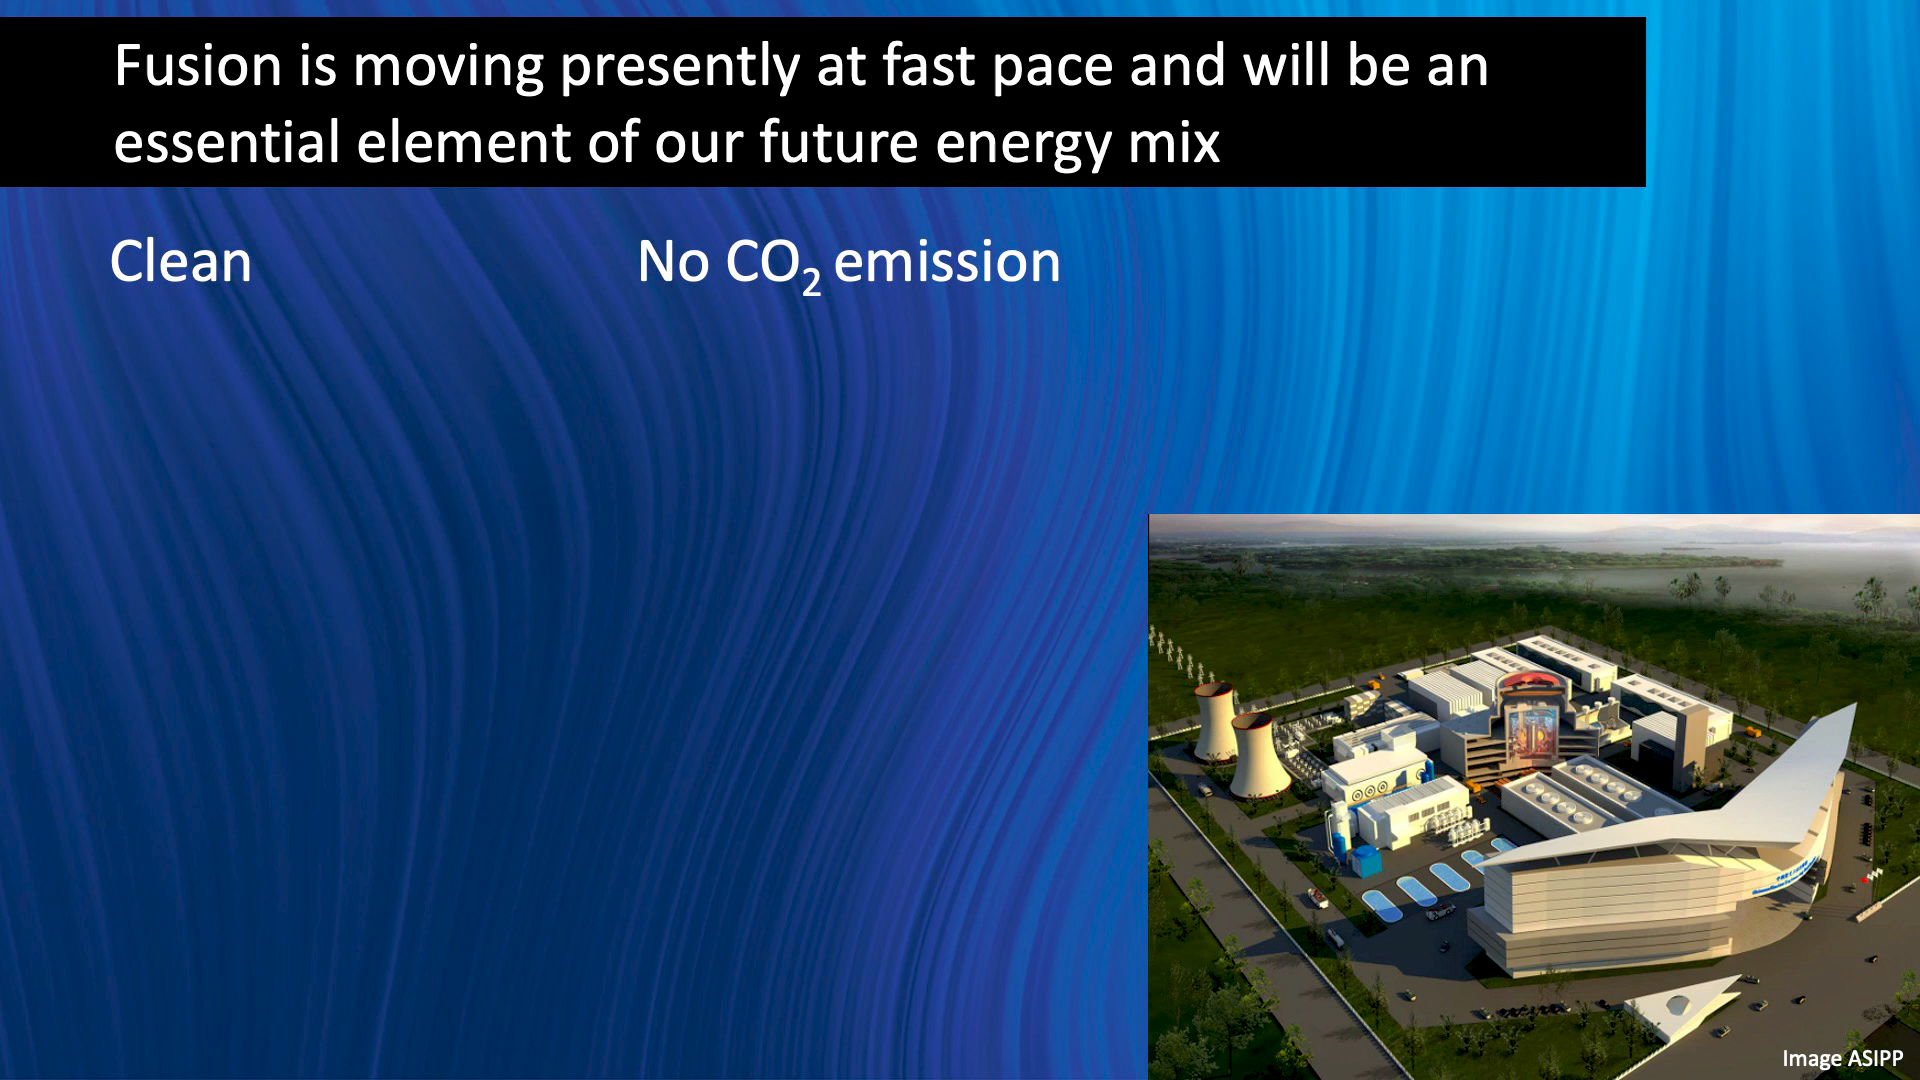 Fusion is moving presently at fast pace and will be an
essential element of our future energy mix
Clean
No CO₂ emission
Image ASIPP